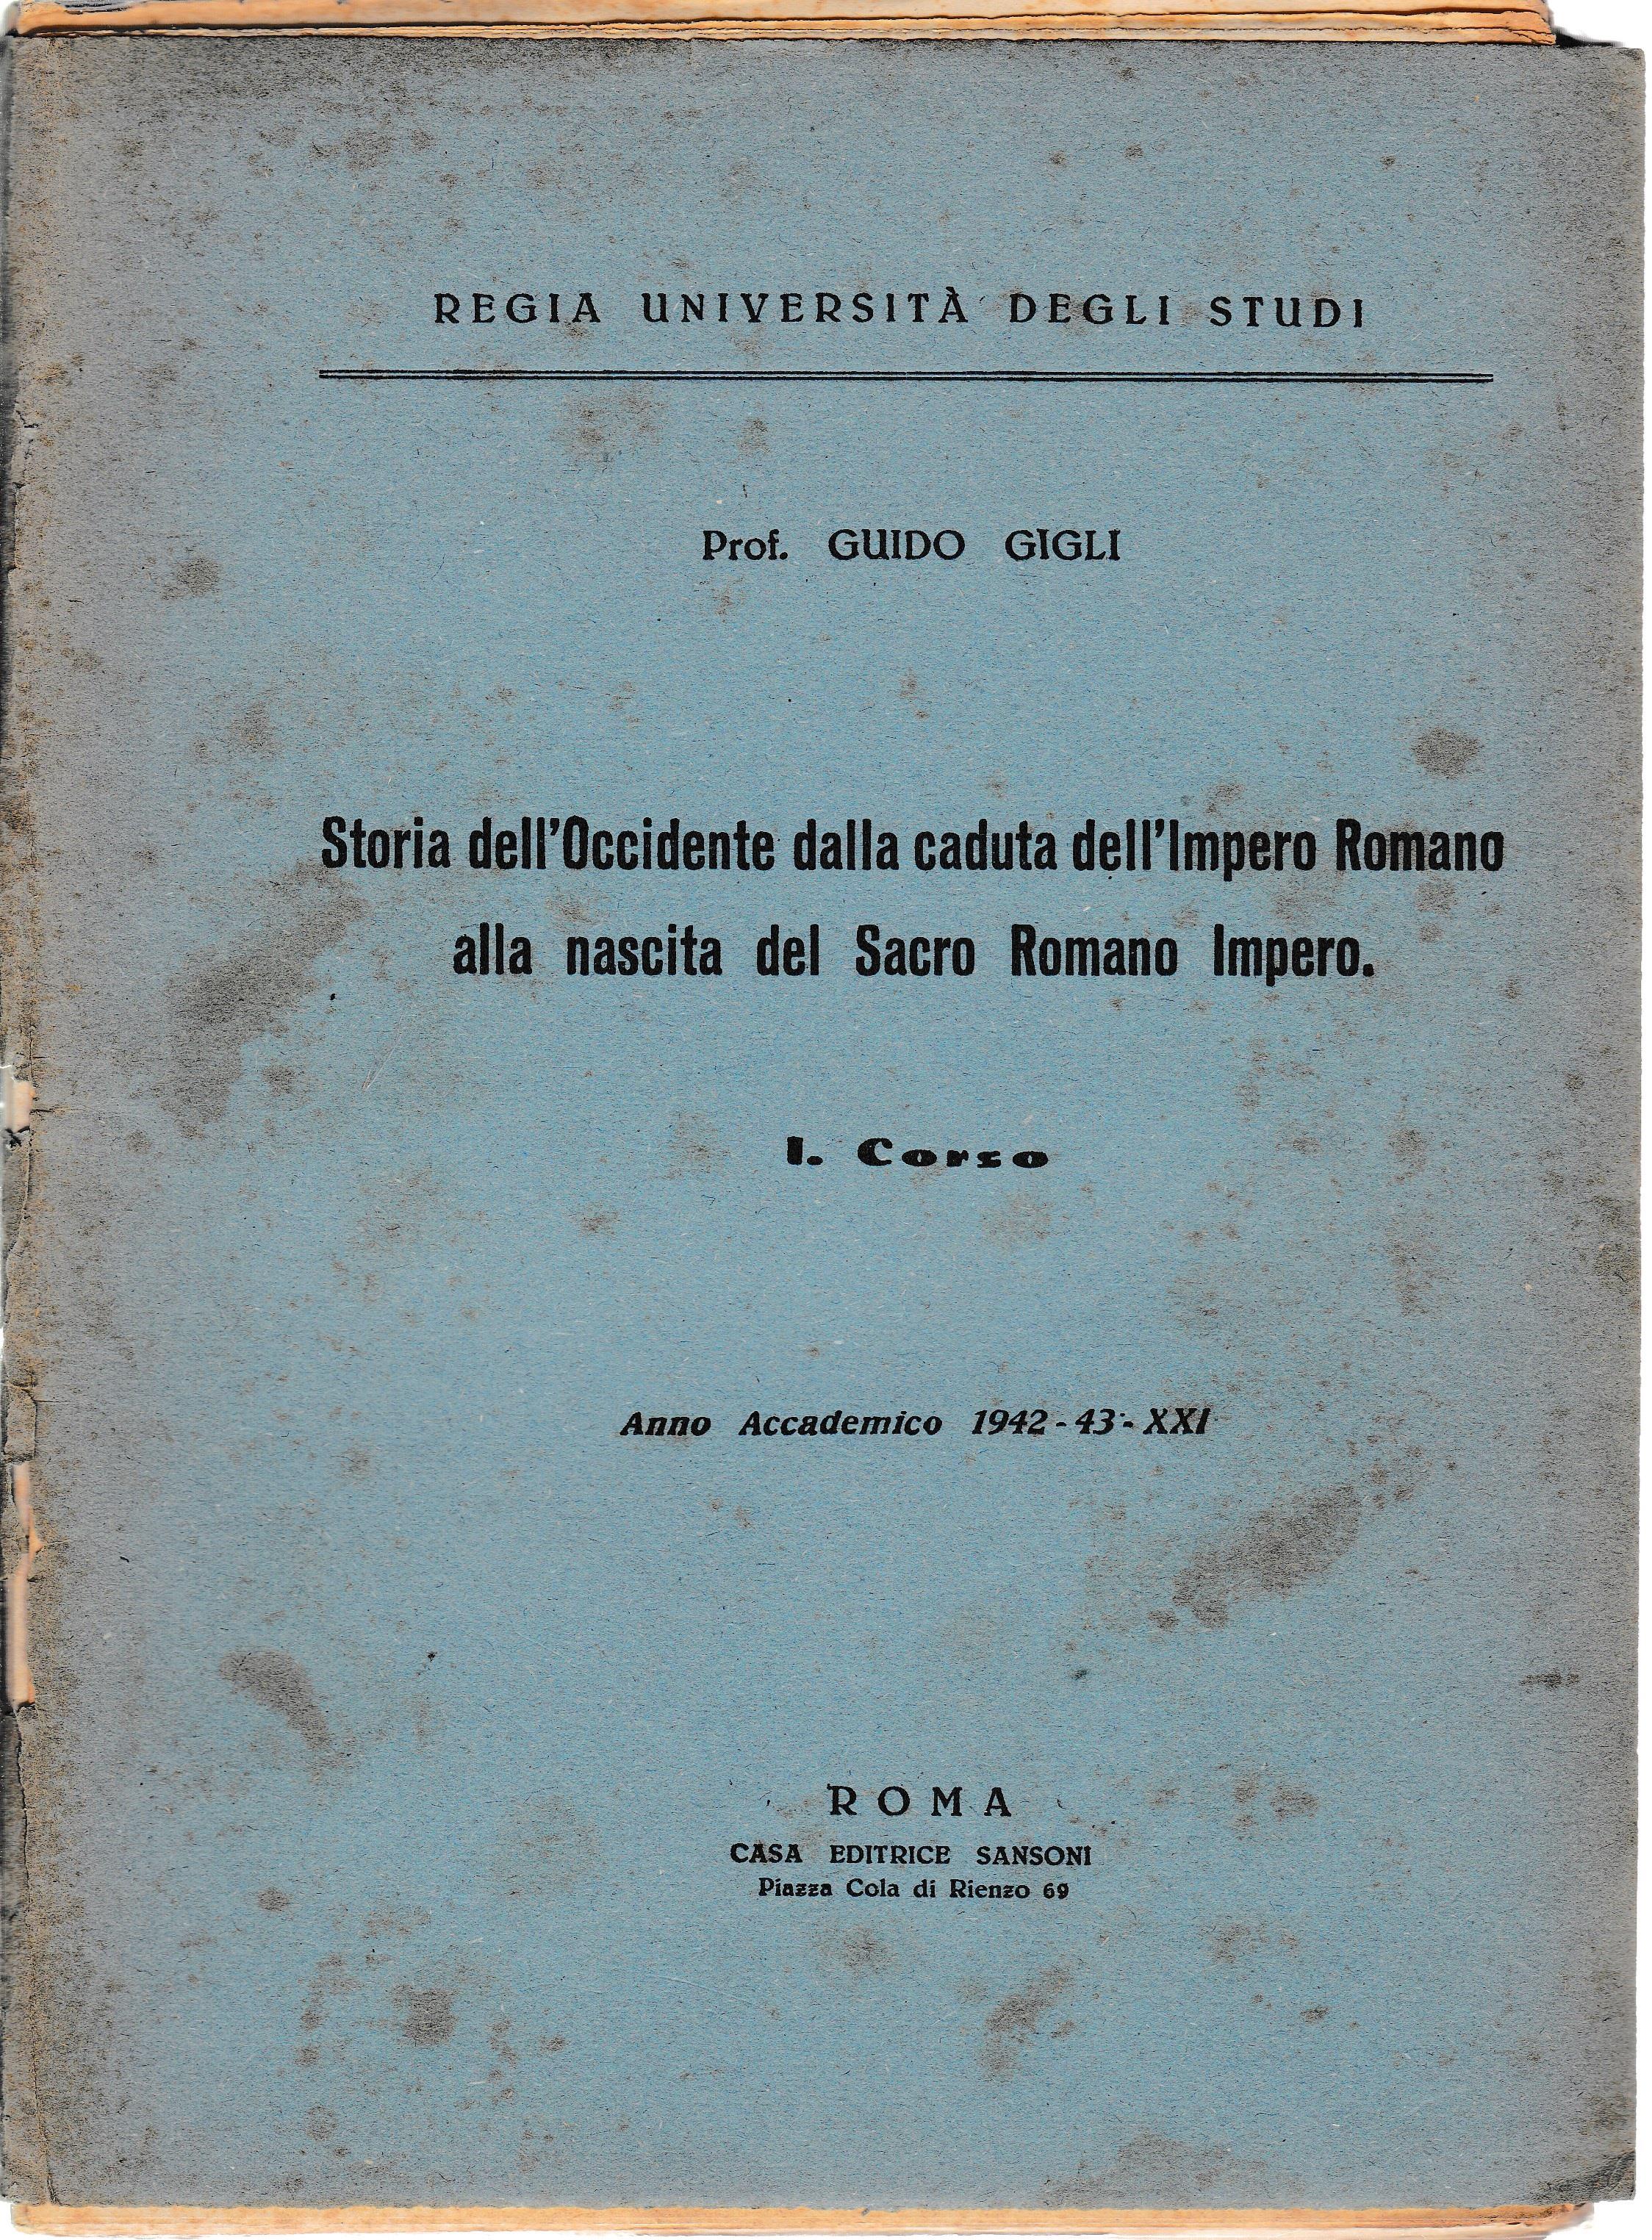 REGIA UNIVERSITÀ DEGLI STUDI
Prof. GUIDO GIGLI
Storia dell'Occidente dalla caduta dell'Impero Romano
alla nascita del Sacro Romano Impero.
I. Corso
Anno Accademico 1942-43-XXI
ROMA
CASA EDITRICE SANSONI
Piazza Cola di Rienzo 69